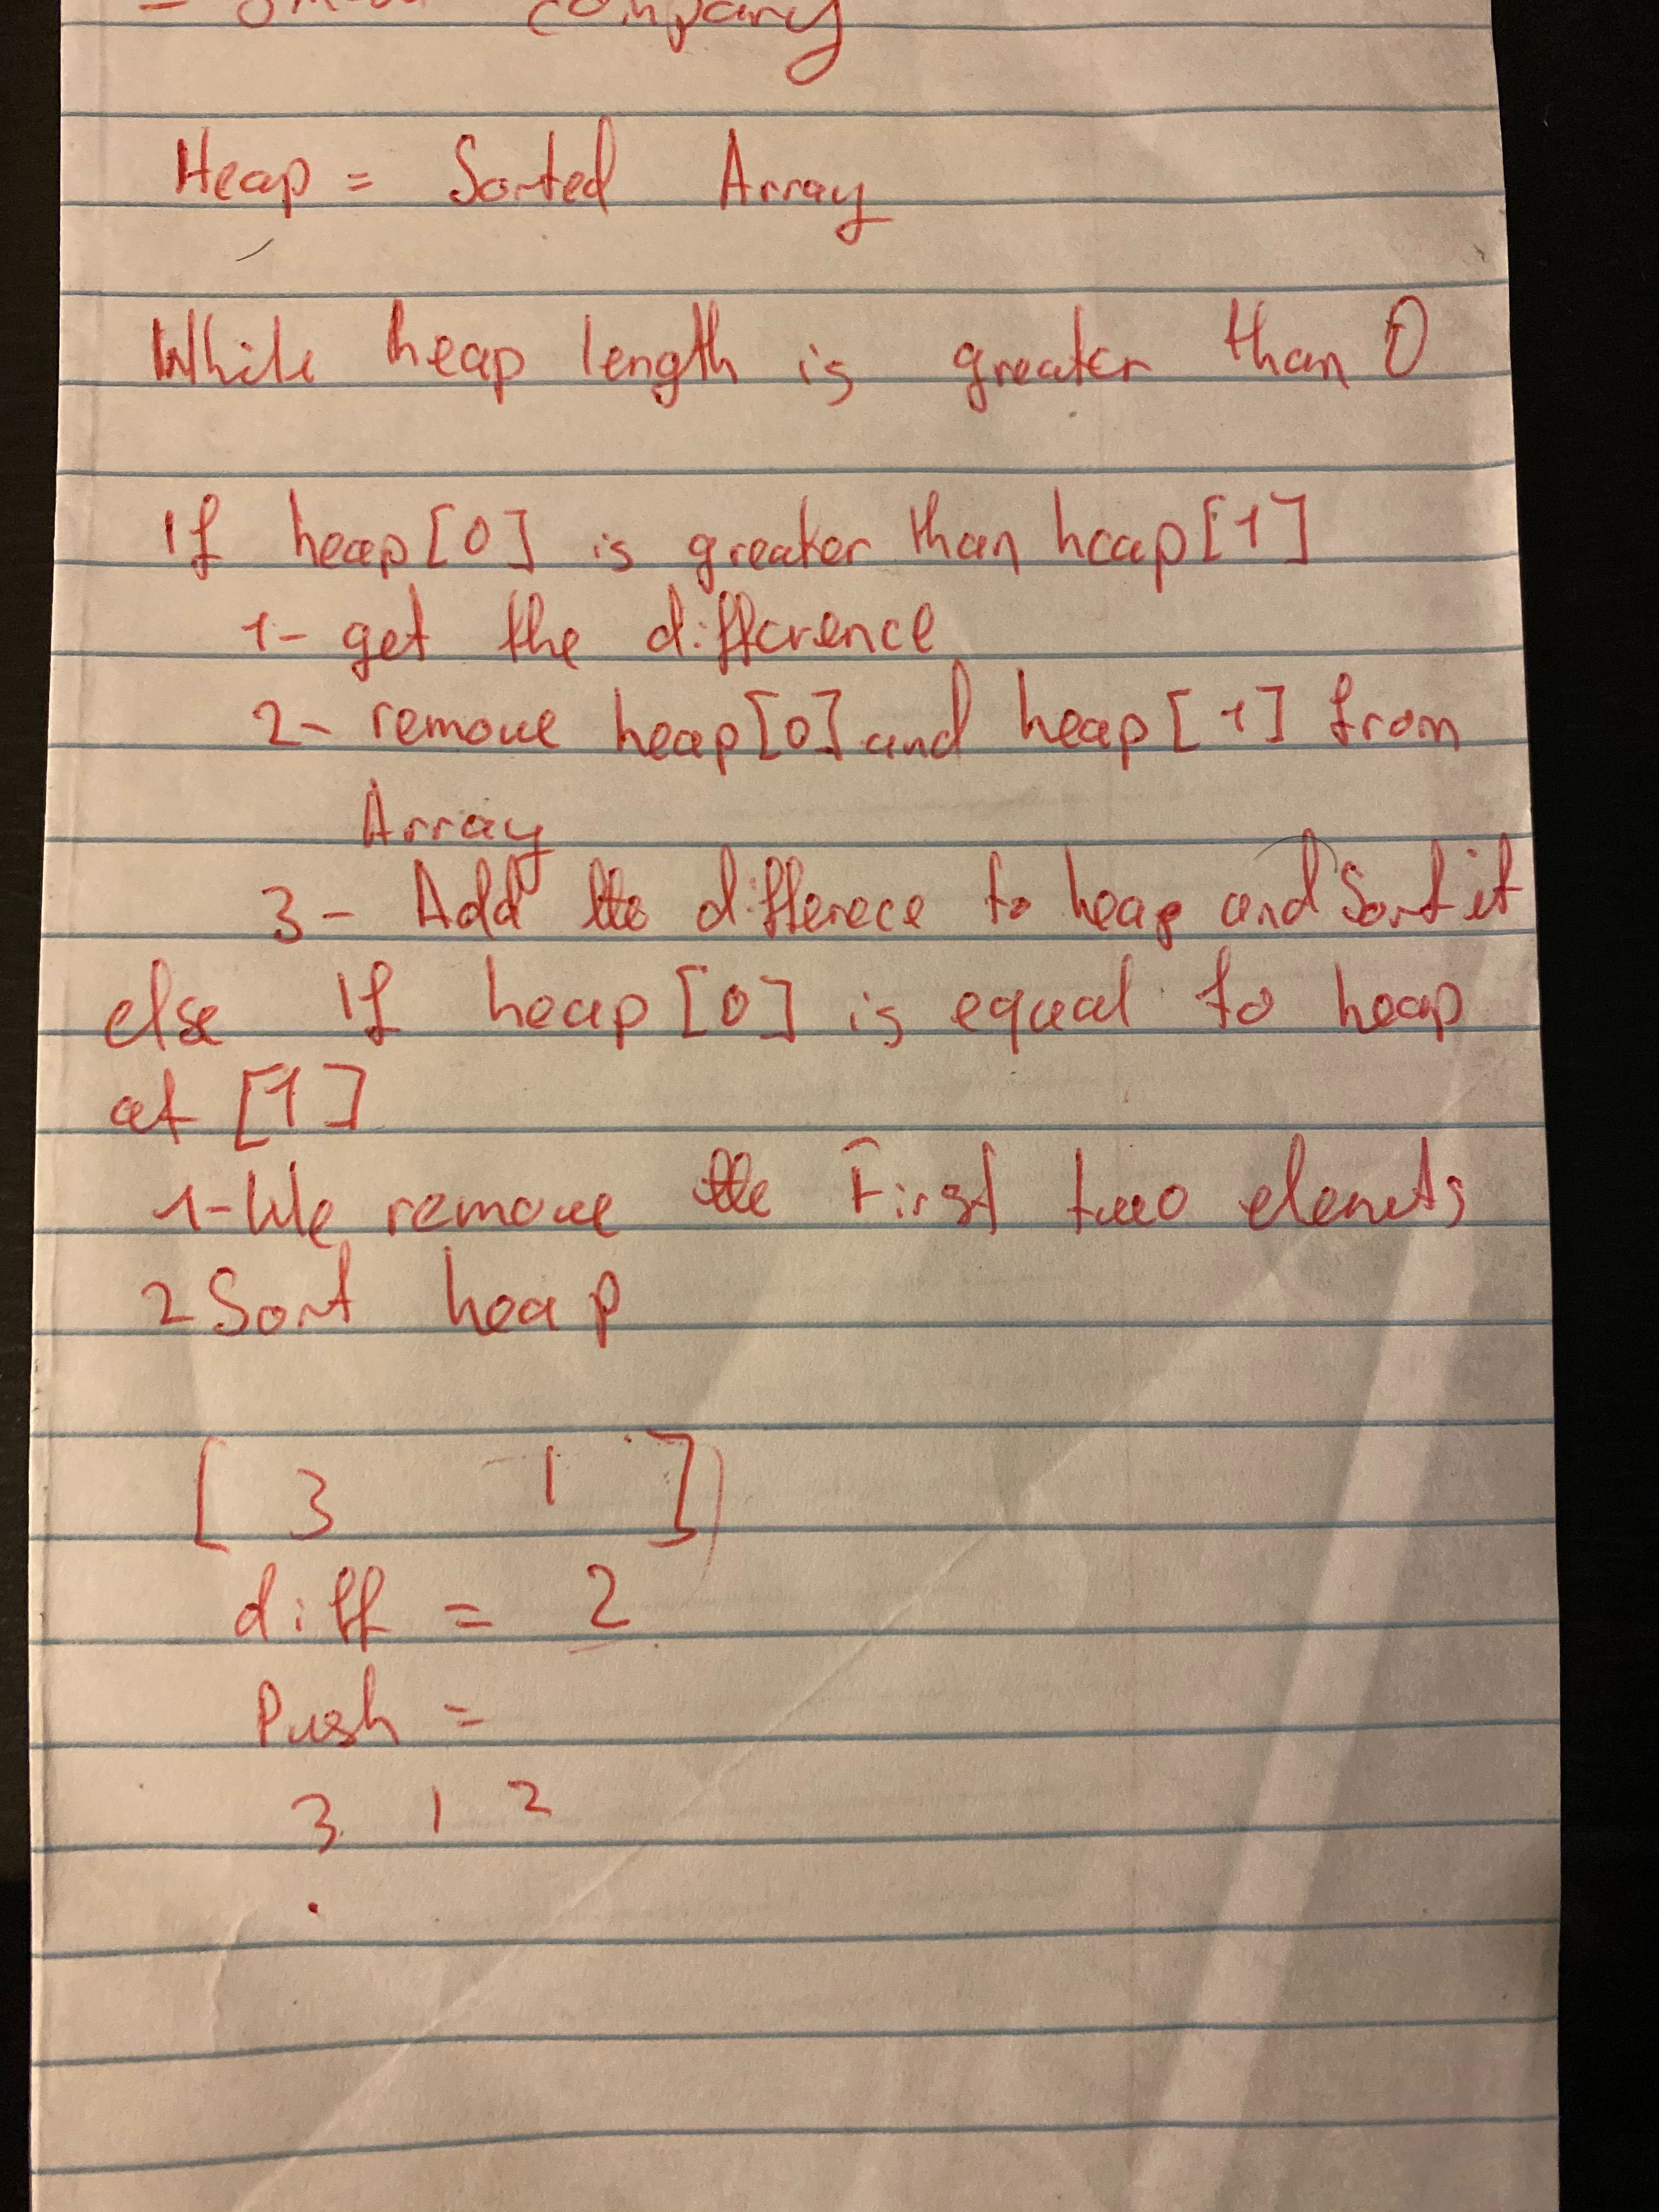 company
Heap = Sorted Array
While heap length is greater than 0
If heap[0] is greater than heap[1]
1- get the difference
2- remove heap[0] and heap[1] from
Array
3- Add the differece to heap and Sort it
else If heap[0] is equal to heap
at [1]
1- We remove the First two elemets
2 Sort heap
[ 3 1 ]
diff = 2
Push =
3 1 2